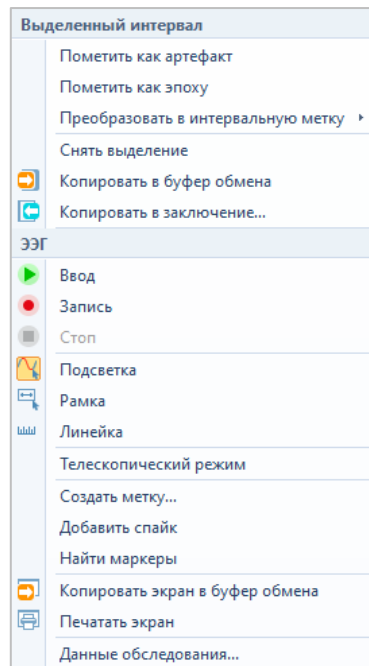 Выделенный интервал
Пометить как артефакт
Пометить как эпоху
Преобразовать в интервальную метку
Снять выделение
Копировать в буфер обмена
Копировать в заключение...
ЭЭГ
Ввод
Запись
Стоп
Подсветка
Рамка
Линейка
Телескопический режим
Создать метку...
Добавить спайк
Найти маркеры
Копировать экран в буфер обмена
Печатать экран
Данные обследования...